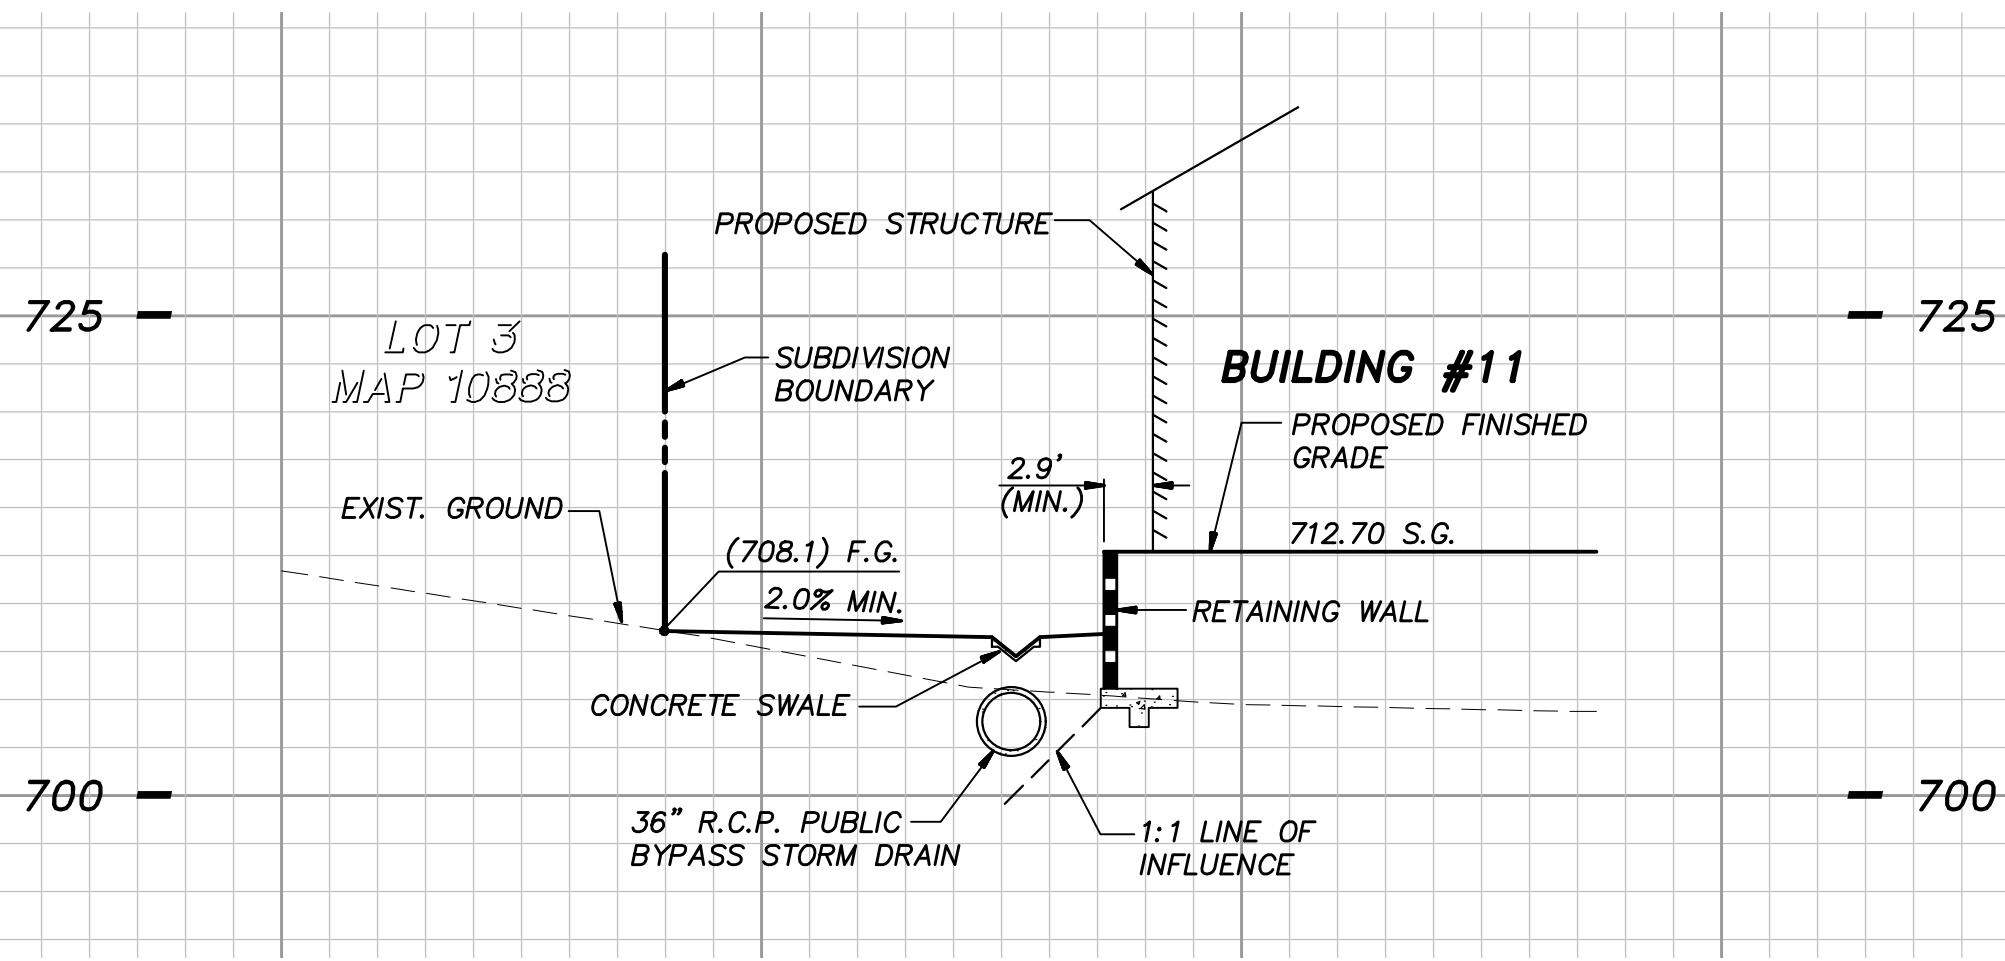 PROPOSED STRUCTURE
725
725
LOT 3
MAP 10888
SUBDIVISION
BOUNDARY
BUILDING #11
PROPOSED FINISHED
GRADE
2.9'
(MIN.)
EXIST. GROUND
712.70 S.G.
(708.1) F.G.
2.0% MIN.
RETAINING WALL
CONCRETE SWALE
700
700
36" R.C.P. PUBLIC
BYPASS STORM DRAIN
1:1 LINE OF
INFLUENCE